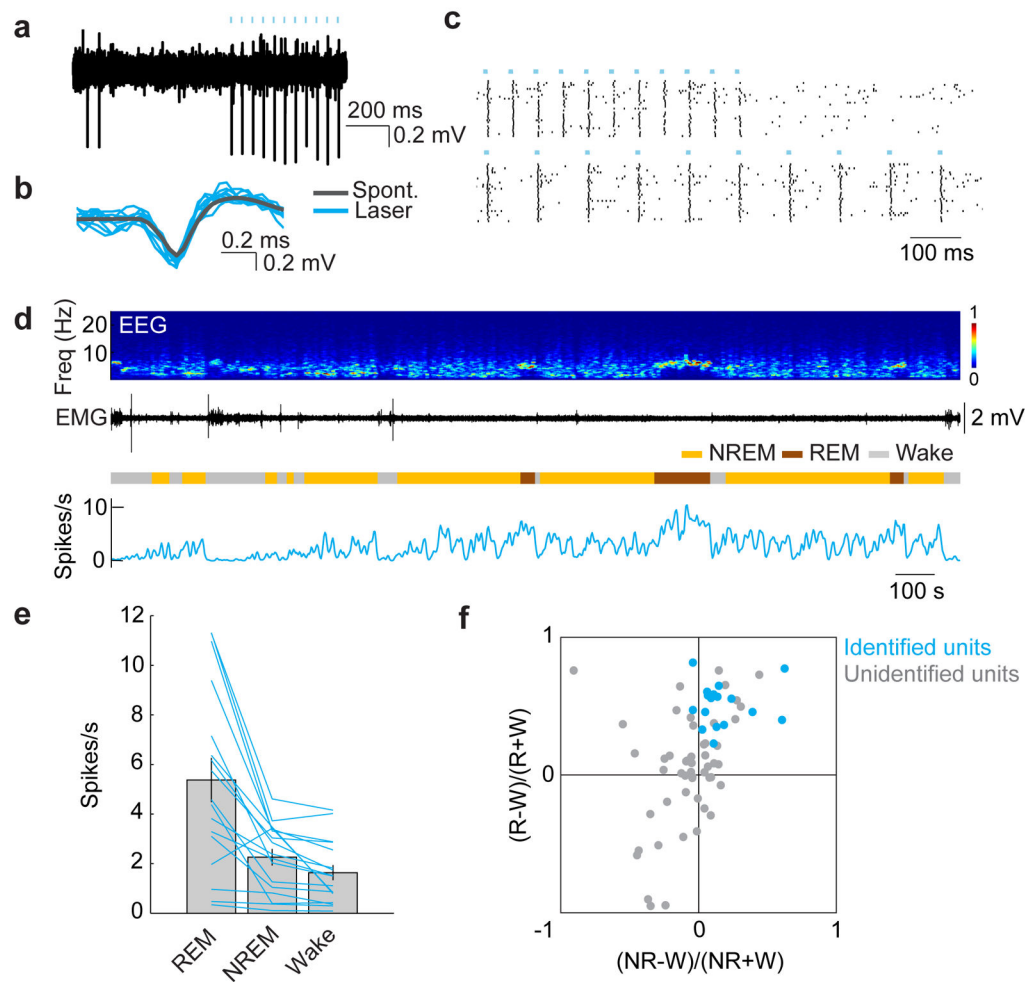 a
200 ms
0.2 mV
b
Spont.
Laser
0.2 ms
0.2 mV
c
100 ms
d
Freq (Hz)
20
10
EEG
1
0
EMG
2 mV
NREM REM Wake
Spikes/s
10
0
100 s
e
Spikes/s
12
10
8
6
4
2
0
REM
NREM
Wake
f
Identified units
Unidentified units
(R-W)/(R+W)
1
0
-1 0 1
(NR-W)/(NR+W)